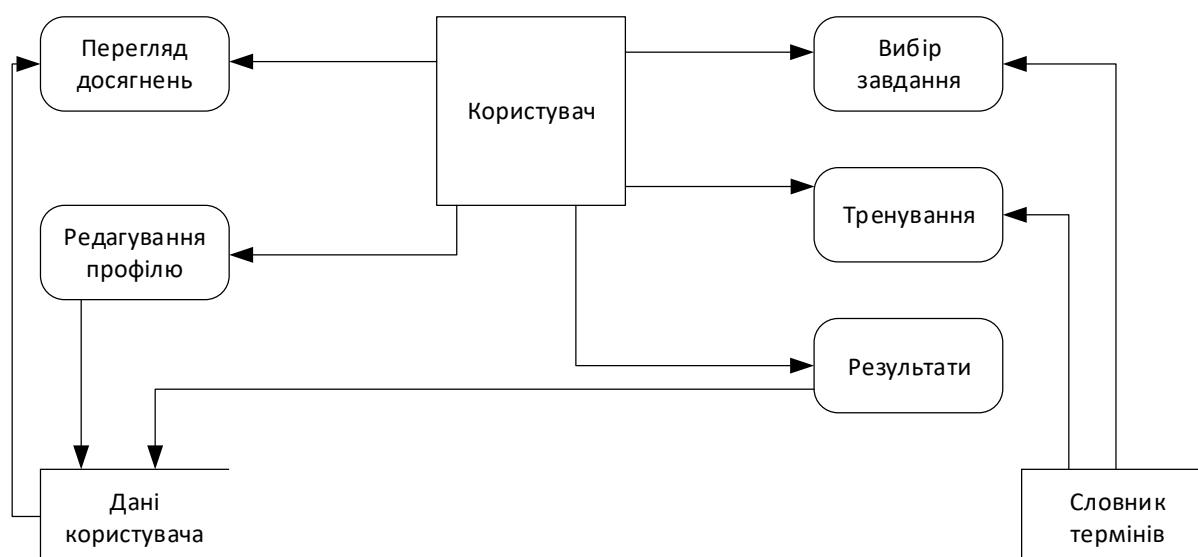 Перегляд
досягнень
Користувач
Вибір
завдання
Тренування
Редагування
профілю
Результати
Дані
користувача
Словник
термінів